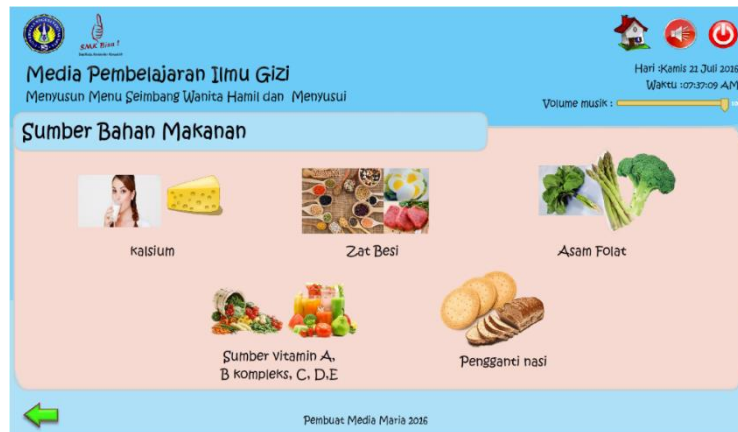 SMK Bisa !
Media Pembelajaran Ilmu Gizi
Menyusun Menu Seimbang Wanita Hamil dan Menyusui
Hari :Kamis 21 Juli 2016
Waktu :07:37:09 AM
Volume musik :
Sumber Bahan Makanan
kalsium
Zat Besi
Asam Folat
Sumber vitamin A,
B kompleks, C, D,E
Pengganti nasi
Pembuat Media Maria 2016